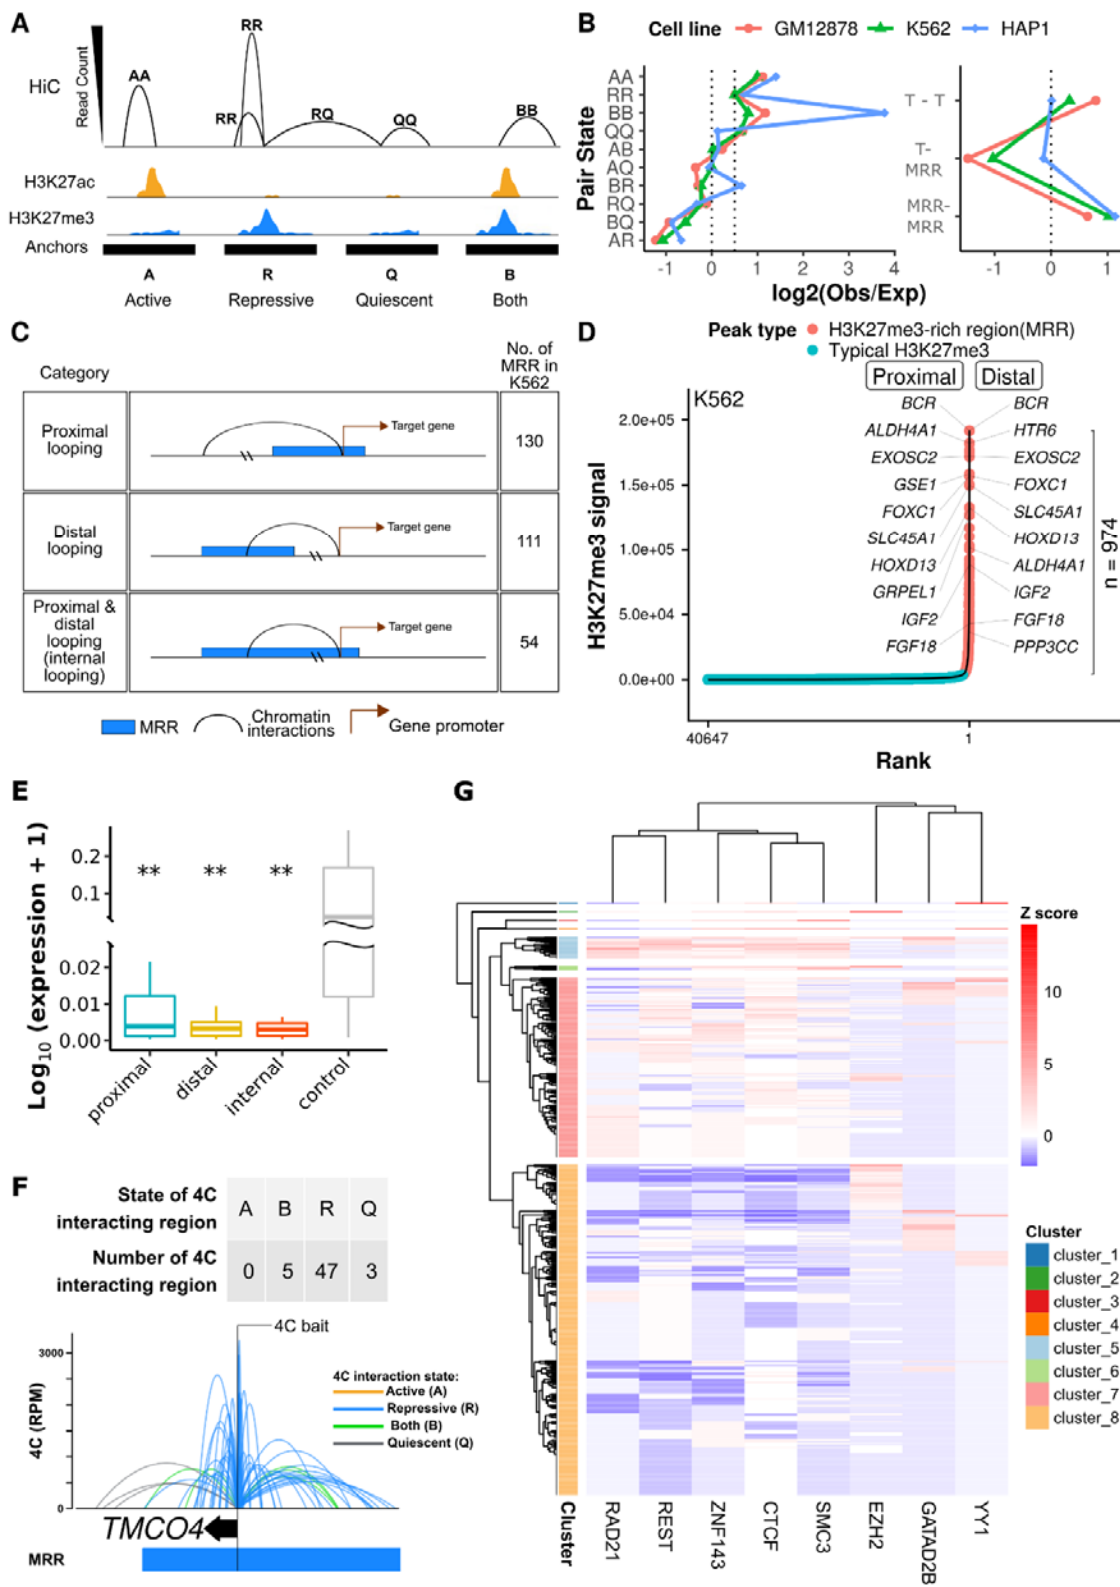 A
Read Count
HiC
AA
RR
RR
RQ
QQ
BB
H3K27ac
H3K27me3
Anchors
A
R
Q
B
Active
Repressive
Quiescent
Both
B
Cell line
GM12878
K562
HAP1
Pair State
AA
RR
BB
QQ
AB
AQ
BR
RQ
BQ
AR
-1
0
1
2
3
4
T - T
T-
MRR
MRR-
MRR
-1
0
1
log2(Obs/Exp)
C
Category
No. of
MRR in
K562
Proximal
looping
Target gene
130
Distal
looping
Target gene
111
Proximal &
distal
looping
(internal
looping)
Target gene
54
MRR
Chromatin
interactions
Gene promoter
D
Peak type
H3K27me3-rich region(MRR)
Typical H3K27me3
Proximal
Distal
K562
H3K27me3 signal
2.0e+05
1.5e+05
1.0e+05
5.0e+04
0.0e+00
BCR
ALDH4A1
EXOSC2
GSE1
FOXC1
SLC45A1
HOXD13
GRPEL1
IGF2
FGF18
BCR
HTR6
EXOSC2
FOXC1
SLC45A1
HOXD13
ALDH4A1
IGF2
FGF18
PPP3CC
n = 974
40647
1
Rank
E
Log10 (expression + 1)
0.2
0.1
0.02
0.01
0.00
**
**
**
proximal
distal
internal
control
F
State of 4C
interacting region
A B R Q
Number of 4C
interacting region
0 5 47 3
4C bait
4C (RPM)
3000
0
4C interaction state:
Active (A)
Repressive (R)
Both (B)
Quiescent (Q)
TMCO4
MRR
G
Z score
10
5
0
Cluster
cluster_1
cluster_2
cluster_3
cluster_4
cluster_5
cluster_6
cluster_7
cluster_8
Cluster
RAD21
REST
ZNF143
CTCF
SMC3
EZH2
GATAD2B
YY1